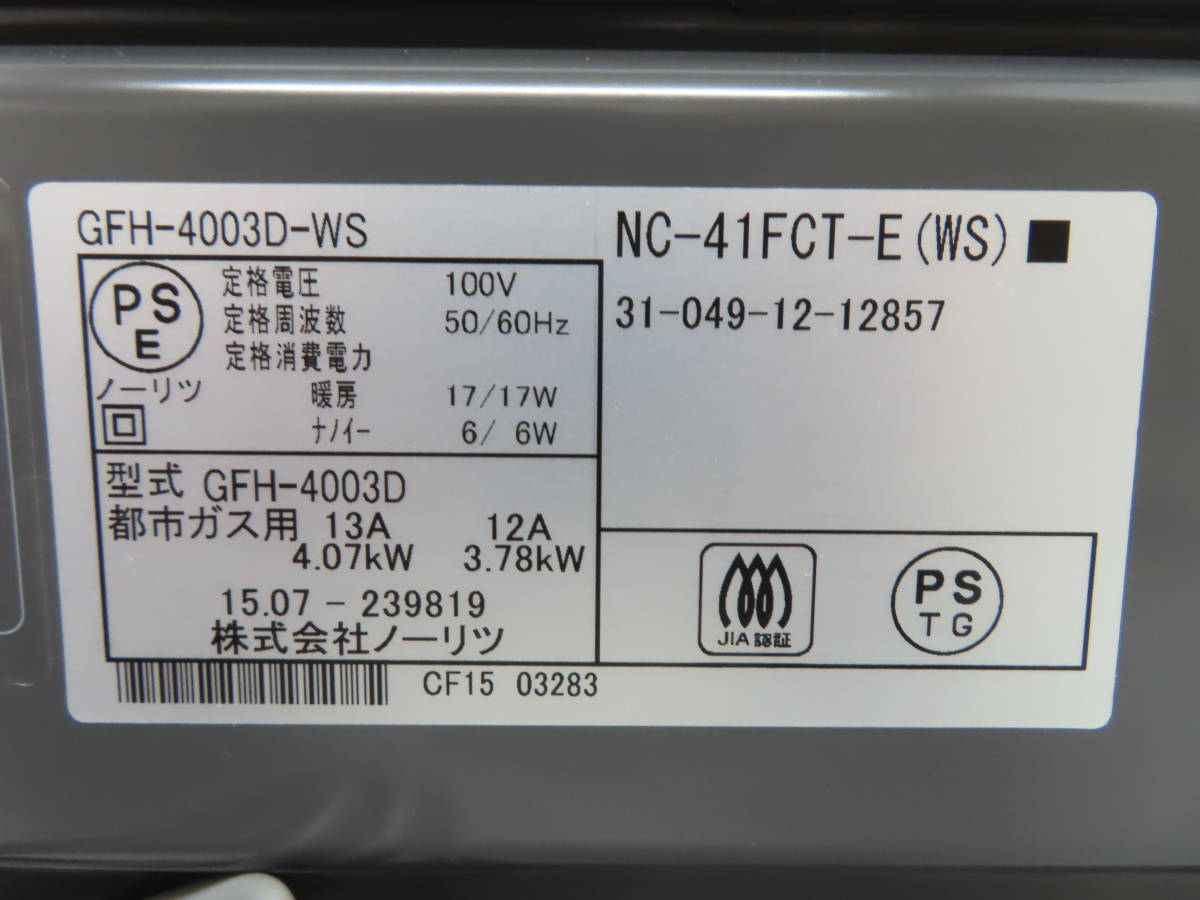 GFH-4003D-WS
PS
E
ノーリツ
定格電圧 100V
定格周波数 50/60Hz
定格消費電力
暖房 17/17W
ナノイー 6/ 6W
型式 GFH-4003D
都市ガス用 13A 12A
4.07kW 3.78kW
15.07 - 239819
株式会社ノーリツ
CF15 03283
NC-41FCT-E(WS)■
31-049-12-12857
JIA認証
PS
TG